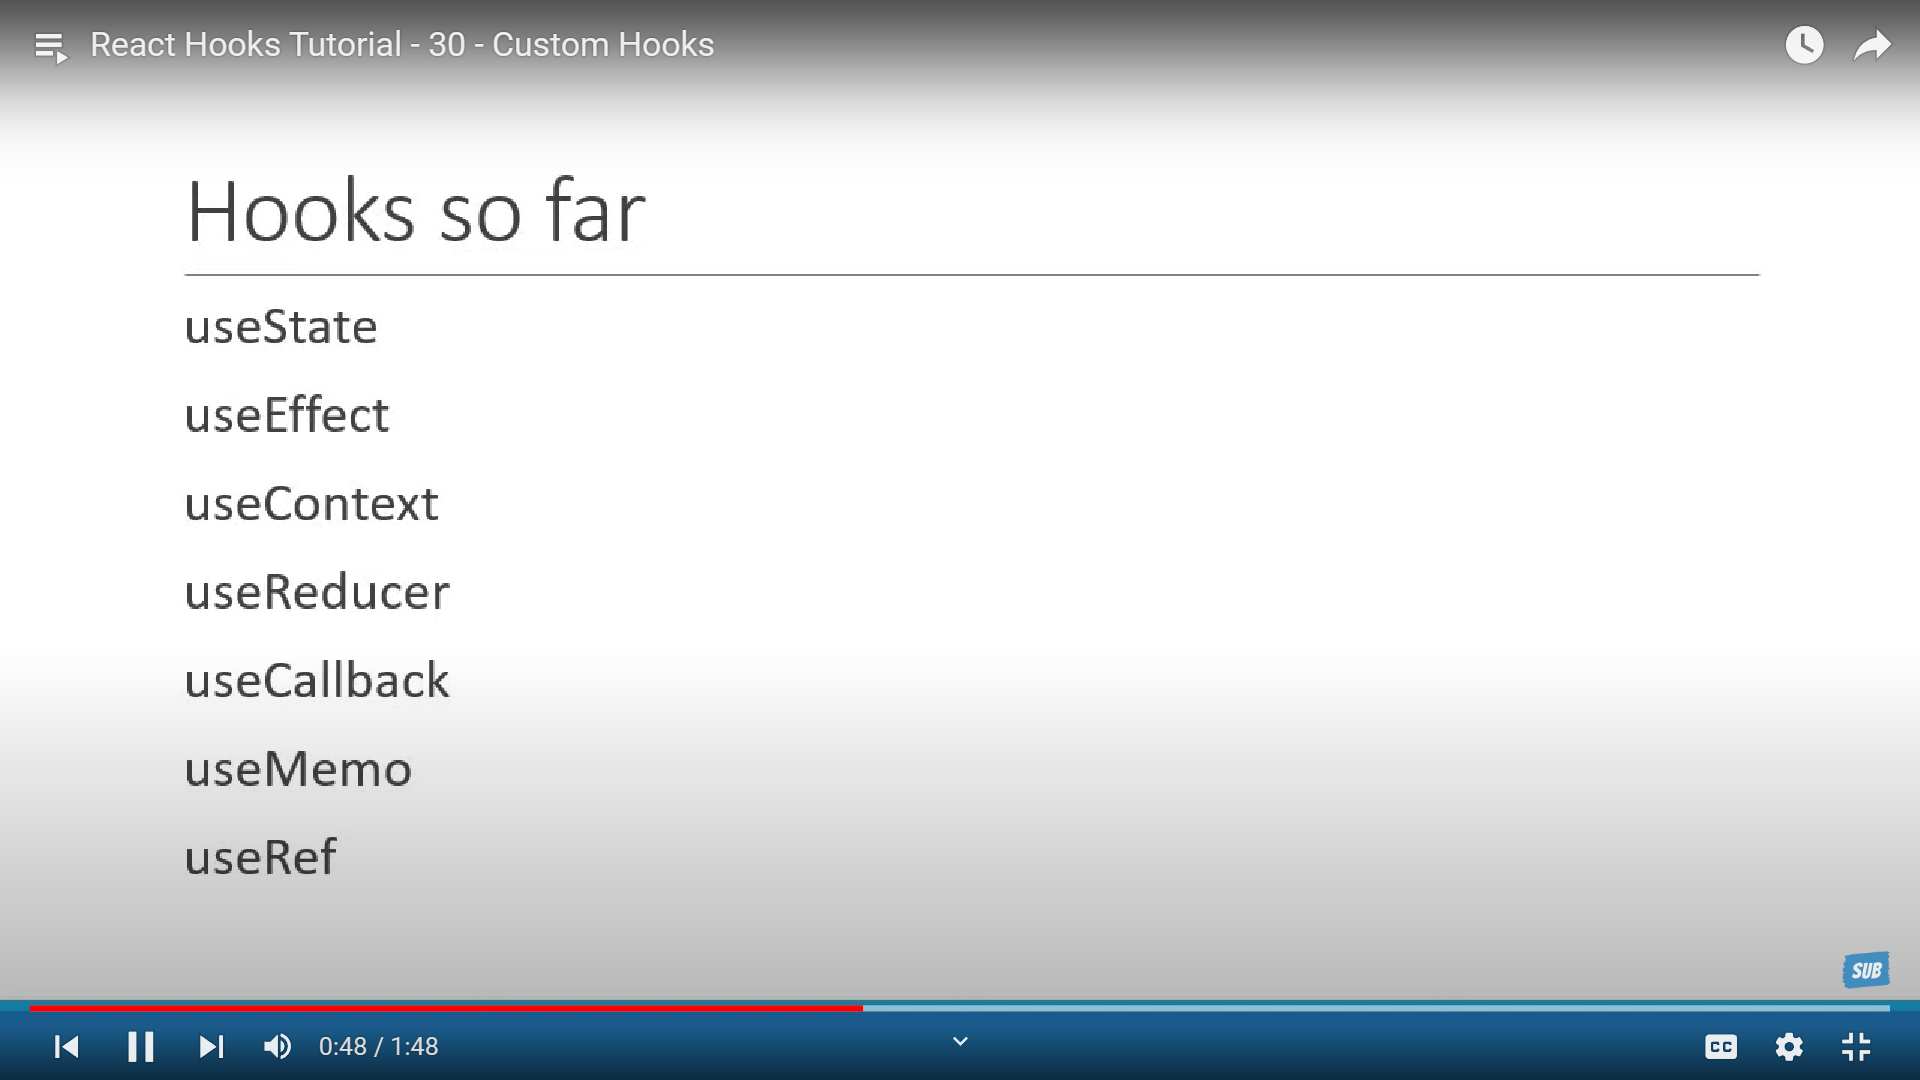 React Hooks Tutorial - 30 - Custom Hooks
Hooks so far
useState
useEffect
useContext
useReducer
useCallback
useMemo
useRef
SUB
0:48 / 1:48
CC